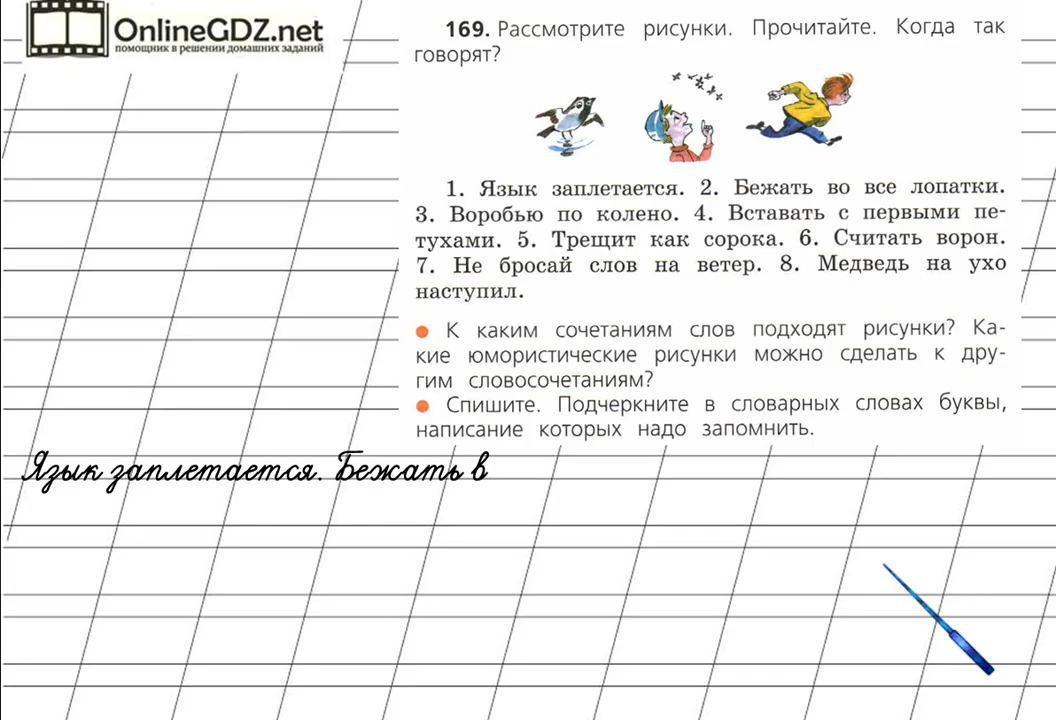 OnlineGDZ.net
помощник в решении домашних заданий
169. Рассмотрите рисунки. Прочитайте. Когда так
говорят?
1. Язык заплетается. 2. Бежать во все лопатки.
3. Воробью по колено. 4. Вставать с первыми пе-
тухами. 5. Трещит как сорока. 6. Считать ворон.
7. Не бросай слов на ветер. 8. Медведь на ухо
наступил.
К каким сочетаниям слов подходят рисунки? Ка-
кие юмористические рисунки можно сделать к дру-
гим словосочетаниям?
Спишите. Подчеркните в словарных словах буквы,
написание которых надо запомнить.
Язык заплетается. Бежать в